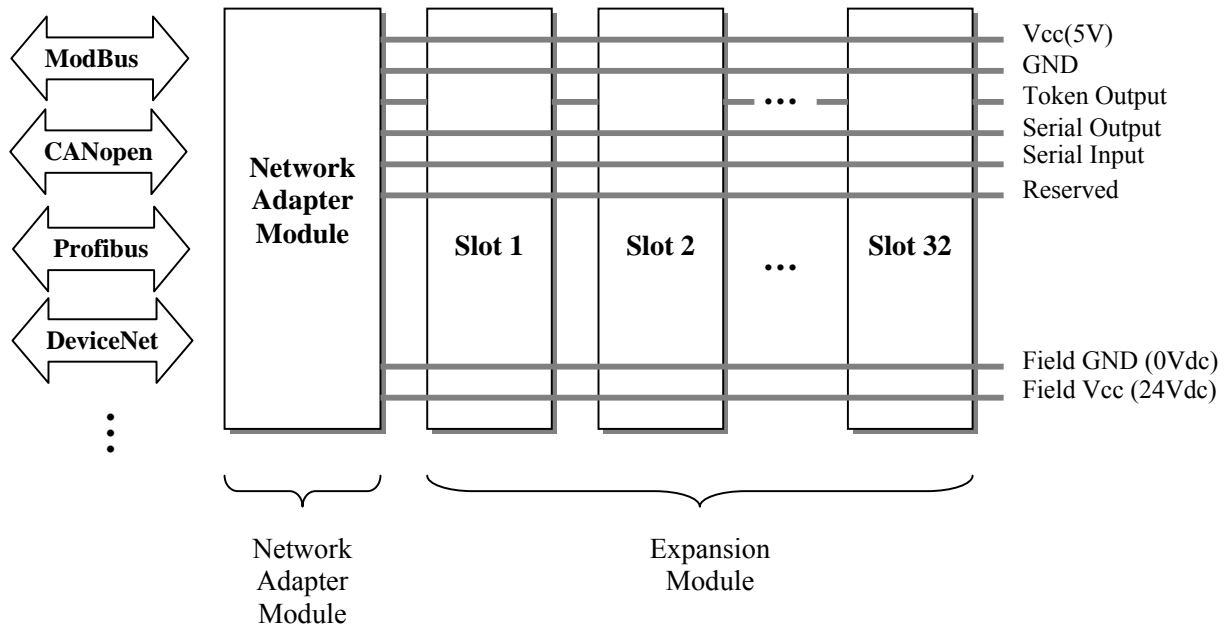 ModBus
CANopen
Profibus
DeviceNet
Network
Adapter
Module
Slot 1
Slot 2
Slot 32
Vcc(5V)
GND
Token Output
Serial Output
Serial Input
Reserved
Field GND (0Vdc)
Field Vcc (24Vdc)
Network
Adapter
Module
Expansion
Module